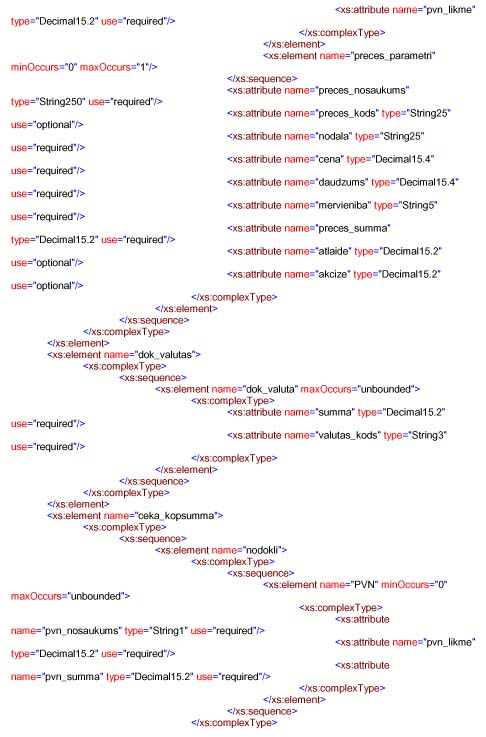 <xs:attribute name="pvn_likme"
type="Decimal15.2" use="required"/>
</xs:complexType>
</xs:element>
<xs:element name="preces_parametri"
minOccurs="0" maxOccurs="1"/>
</xs:sequence>
<xs:attribute name="preces_nosaukums"
type="String250" use="required"/>
<xs:attribute name="preces_kods" type="String25"
use="optional"/>
<xs:attribute name="nodala" type="String25"
use="required"/>
<xs:attribute name="cena" type="Decimal15.4"
use="required"/>
<xs:attribute name="daudzums" type="Decimal15.4"
use="required"/>
<xs:attribute name="mervieniba" type="String5"
use="required"/>
<xs:attribute name="preces_summa"
type="Decimal15.2" use="required"/>
<xs:attribute name="atlaide" type="Decimal15.2"
use="optional"/>
<xs:attribute name="akcize" type="Decimal15.2"
use="optional"/>
</xs:complexType>
</xs:element>
</xs:sequence>
</xs:complexType>
</xs:element>
<xs:element name="dok_valutas">
<xs:complexType>
<xs:sequence>
<xs:element name="dok_valuta" maxOccurs="unbounded">
<xs:complexType>
<xs:attribute name="summa" type="Decimal15.2"
use="required"/>
<xs:attribute name="valutas_kods" type="String3"
use="required"/>
</xs:complexType>
</xs:element>
</xs:sequence>
</xs:complexType>
</xs:element>
<xs:element name="ceka_kopsumma">
<xs:complexType>
<xs:sequence>
<xs:element name="nodokli">
<xs:complexType>
<xs:sequence>
<xs:element name="PVN" minOccurs="0"
maxOccurs="unbounded">
<xs:complexType>
<xs:attribute
name="pvn_nosaukums" type="String1" use="required"/>
<xs:attribute name="pvn_likme"
type="Decimal15.2" use="required"/>
<xs:attribute
name="pvn_summa" type="Decimal15.2" use="required"/>
</xs:complexType>
</xs:element>
</xs:sequence>
</xs:complexType>